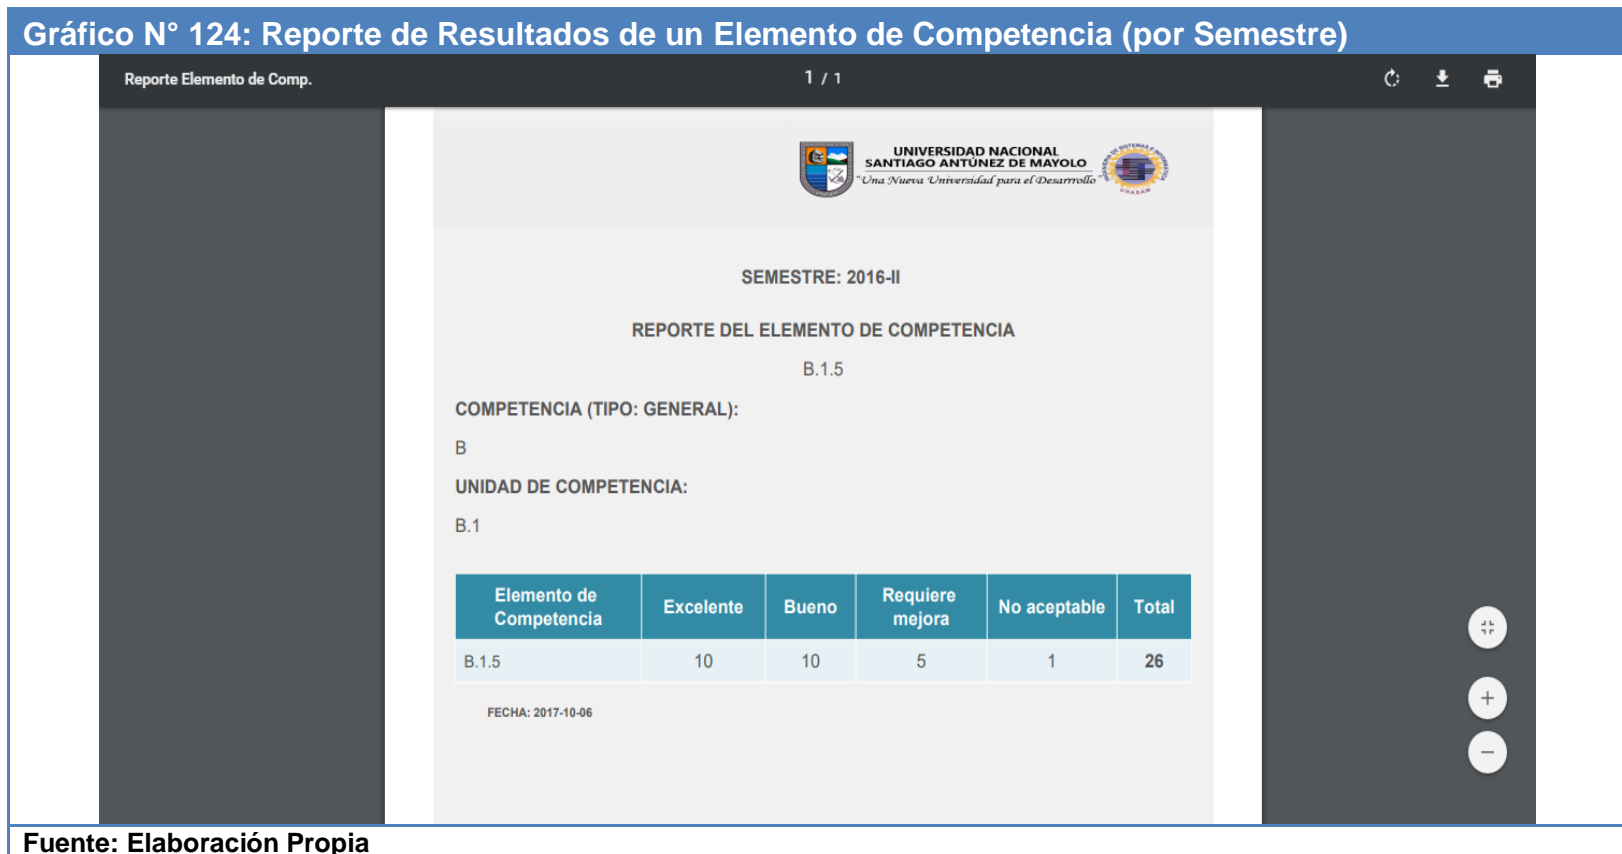 Gráfico N° 124: Reporte de Resultados de un Elemento de Competencia (por Semestre)
Reporte Elemento de Comp.
1 / 1
UNIVERSIDAD NACIONAL
SANTIAGO ANTÚNEZ DE MAYOLO
"Una Nueva Universidad para el Desarrrollo"
SEMESTRE: 2016-II
REPORTE DEL ELEMENTO DE COMPETENCIA
B.1.5
COMPETENCIA (TIPO: GENERAL):
B
UNIDAD DE COMPETENCIA:
B.1
Elemento de Competencia Excelente Bueno Requiere mejora No aceptable Total
B.1.5 10 10 5 1 26
FECHA: 2017-10-06
Fuente: Elaboración Propia